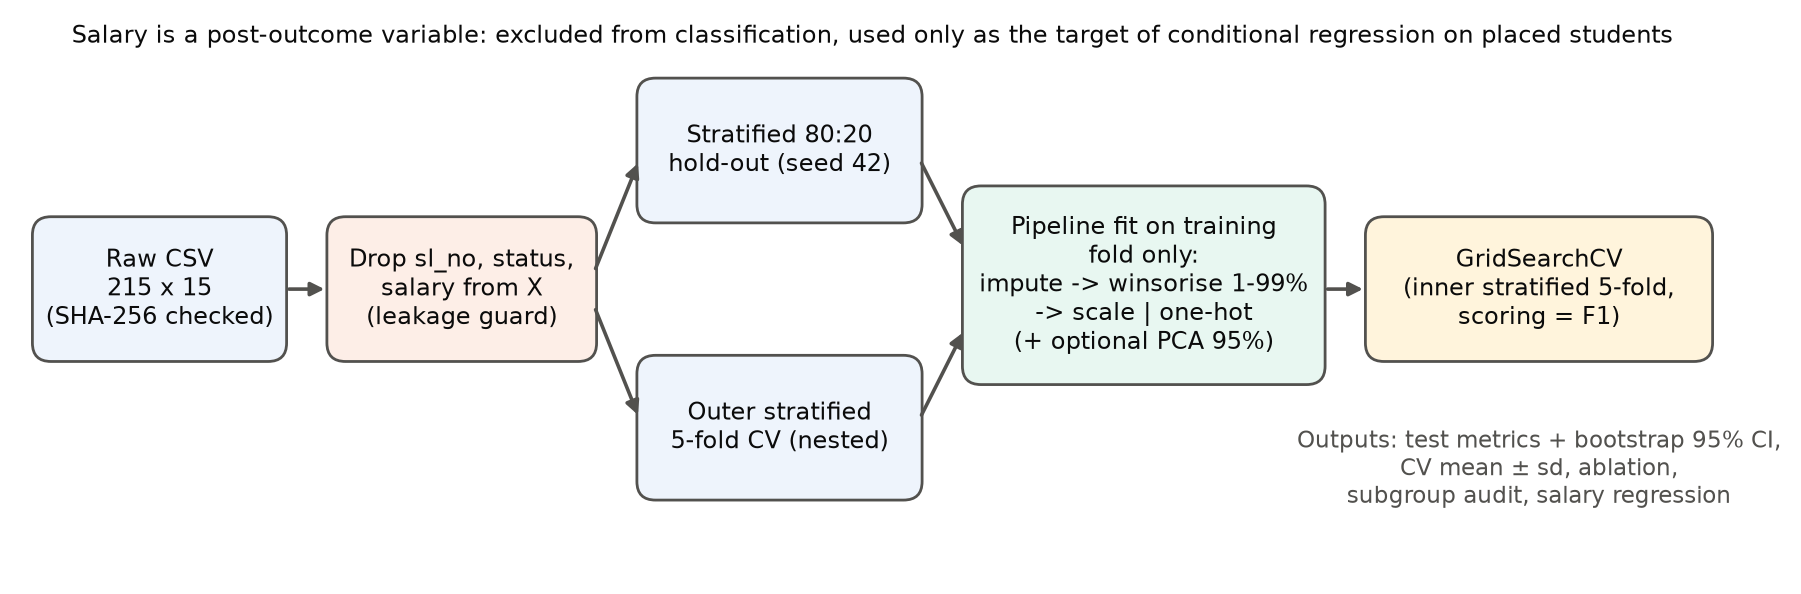 Salary is a post-outcome variable: excluded from classification, used only as the target of conditional regression on placed students
Raw CSV
215 x 15
(SHA-256 checked)
Drop sl_no, status,
salary from X
(leakage guard)
Stratified 80:20
hold-out (seed 42)
Outer stratified
5-fold CV (nested)
Pipeline fit on training
fold only:
impute -> winsorise 1-99%
-> scale | one-hot
(+ optional PCA 95%)
GridSearchCV
(inner stratified 5-fold,
scoring = F1)
Outputs: test metrics + bootstrap 95% CI,
CV mean ± sd, ablation,
subgroup audit, salary regression